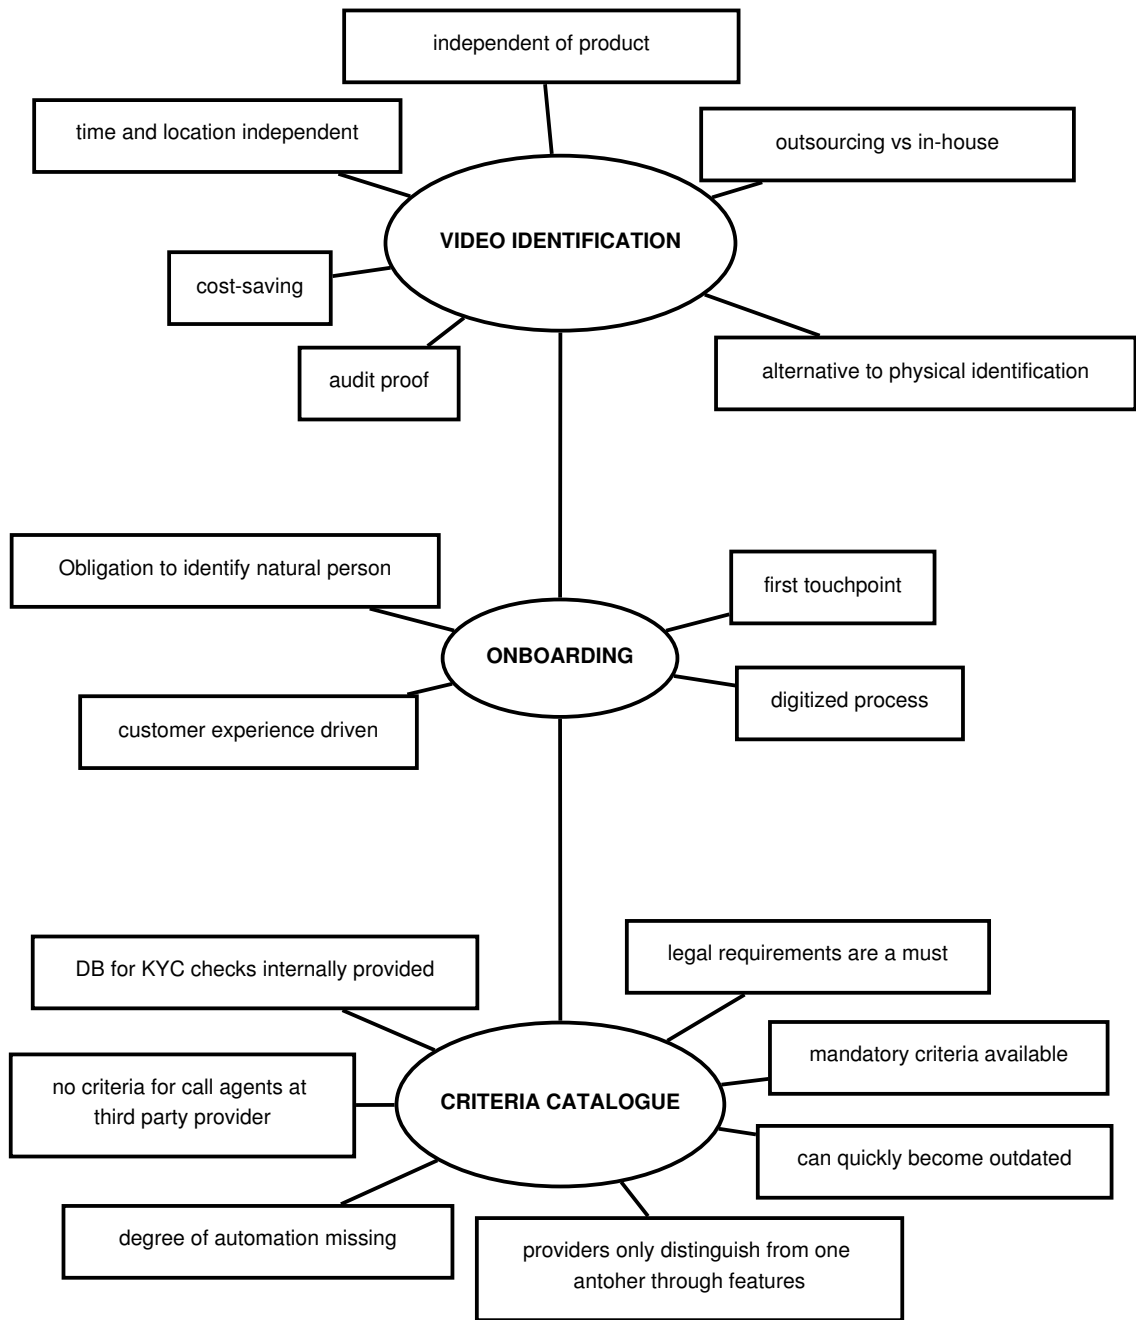 independent of product
time and location independent
outsourcing vs in-house
VIDEO IDENTIFICATION
cost-saving
audit proof
alternative to physical identification
Obligation to identify natural person
first touchpoint
ONBOARDING
digitized process
customer experience driven
legal requirements are a must
DB for KYC checks internally provided
mandatory criteria available
no criteria for call agents at
third party provider
CRITERIA CATALOGUE
can quickly become outdated
degree of automation missing
providers only distinguish from one
antoher through features